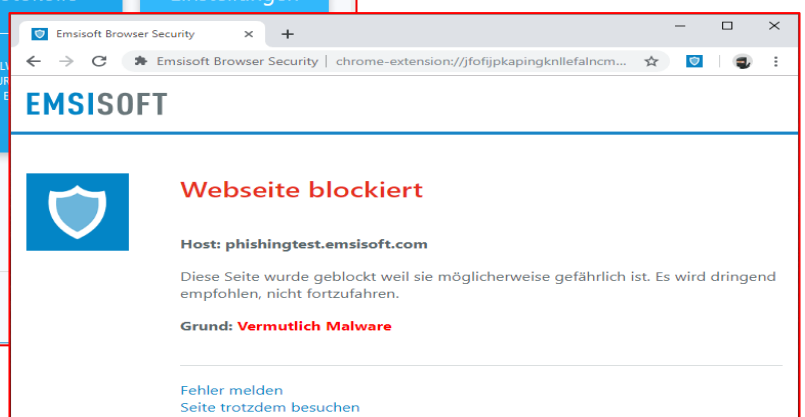 Einstellungen
Emsisoft Browser Security
Emsisoft Browser Security | chrome-extension://jfofijpkapingknllefalncm...
EMSISOFT
Webseite blockiert
Host: phishingtest.emsisoft.com
Diese Seite wurde geblockt weil sie möglicherweise gefährlich ist. Es wird dringend
empfohlen, nicht fortzufahren.
Grund: Vermutlich Malware
Fehler melden
Seite trotzdem besuchen